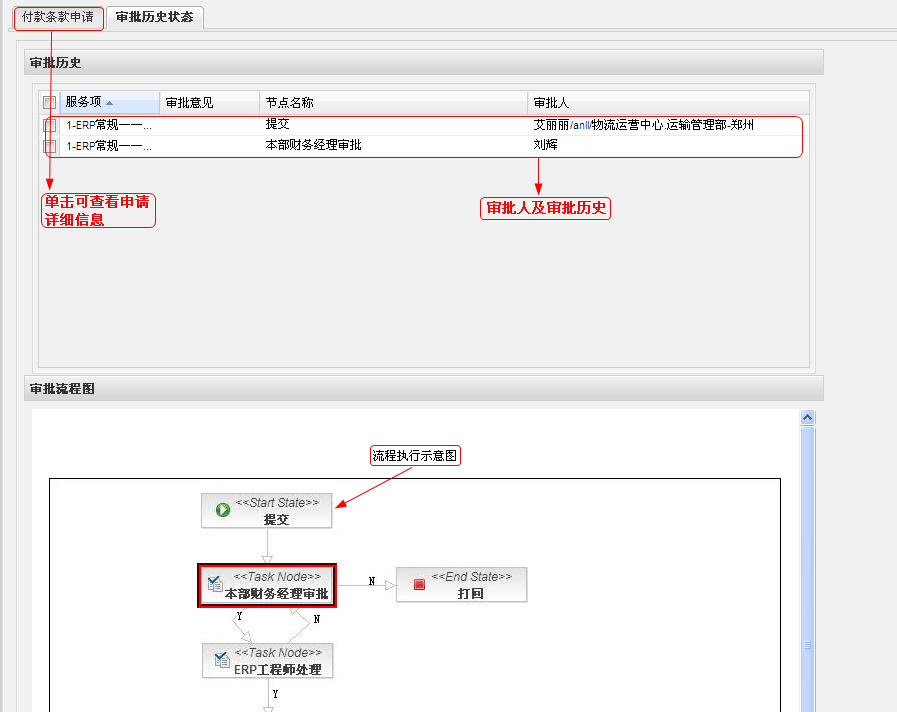 付款条款申请 审批历史状态
审批历史
服务项 审批意见 节点名称 审批人
1-ERP常规一一... 提交 艾丽丽/anll/物流运营中心.运输管理部-郑州
1-ERP常规一一... 本部财务经理审批 刘辉
单击可查看申请
详细信息
审批人及审批历史
审批流程图
流程执行示意图
<<Start State>>
提交
<<Task Node>>
本部财务经理审批
N
<<End State>>
打回
Y
N
<<Task Node>>
ERP工程师处理
Y